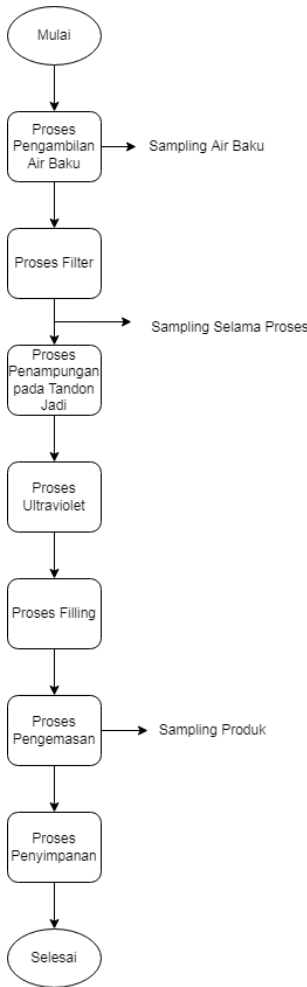 Mulai
Proses
Pengambilan
Air Baku
Sampling Air Baku
Proses Filter
Sampling Selama Proses
Proses
Penampungan
pada Tandon
Jadi
Proses
Ultraviolet
Proses Filling
Proses
Pengemasan
Sampling Produk
Proses
Penyimpanan
Selesai